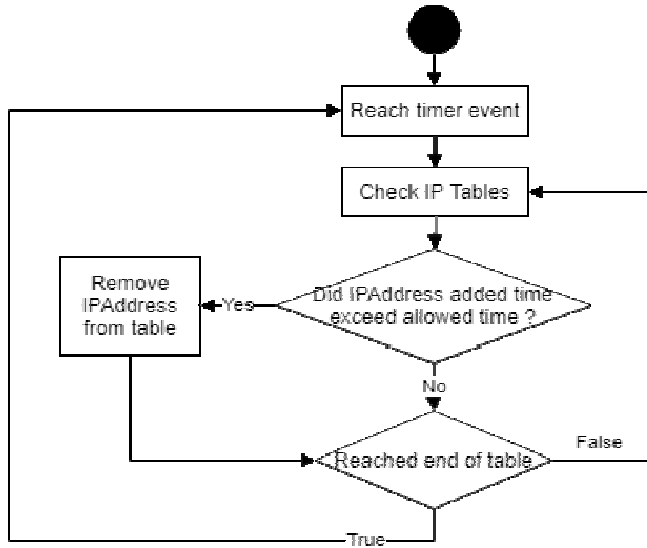 Reach timer event
Check IP Tables
Remove
IPAddress
from table
Yes
Did IPAddress added time
exceed allowed time ?
No
Reached end of table
False
True